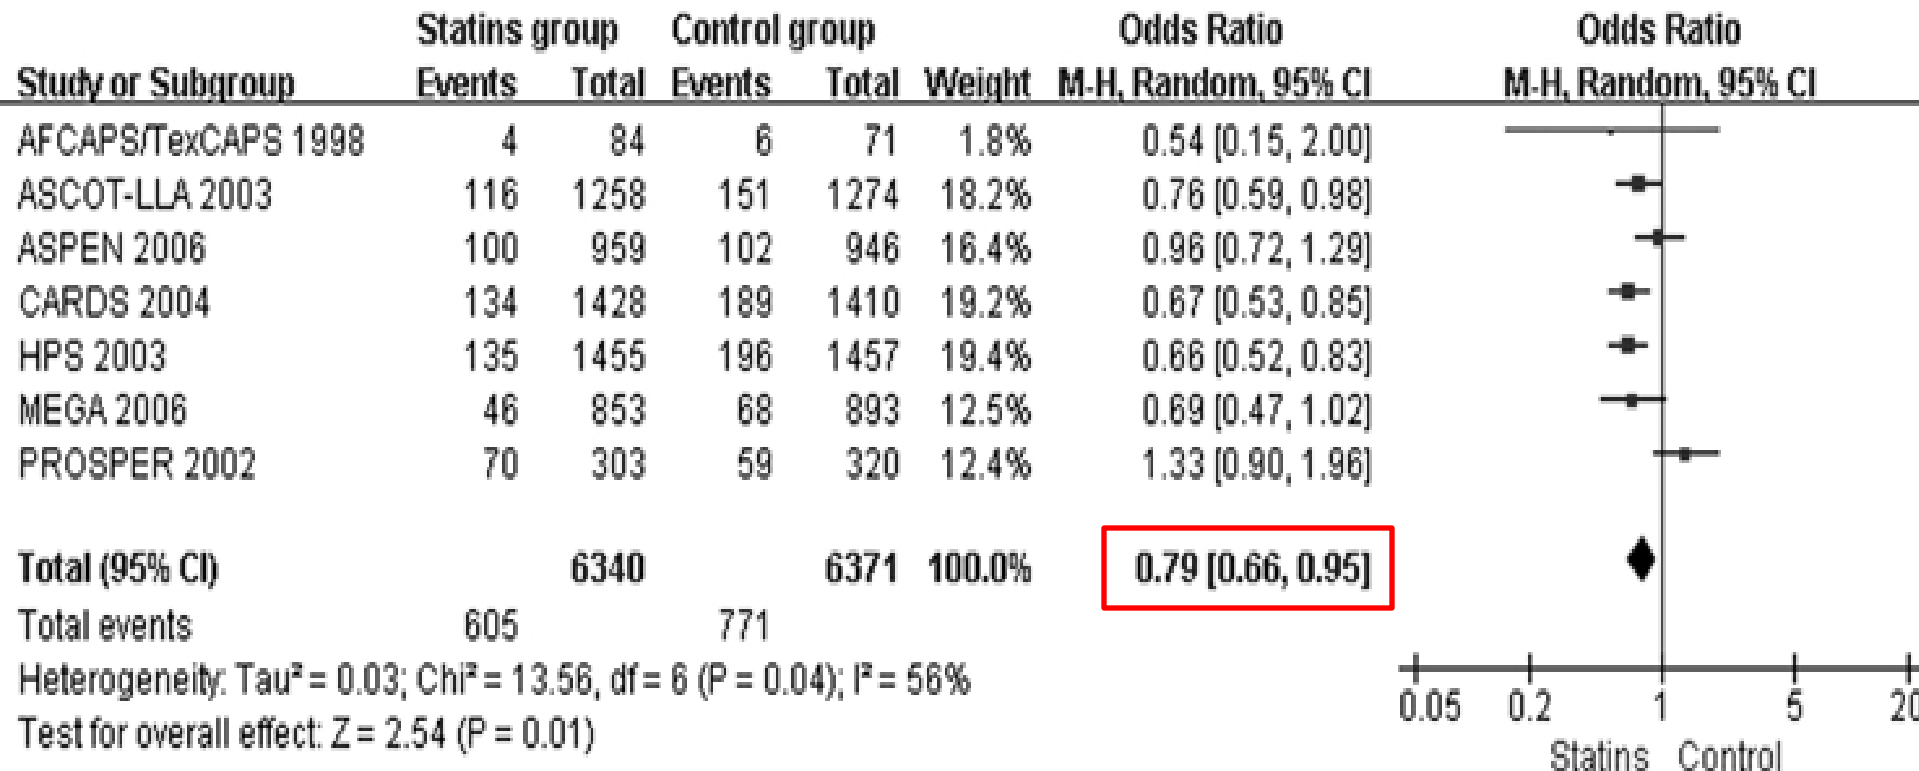 Statins group Control group Odds Ratio Odds Ratio
Study or Subgroup Events Total Events Total Weight M-H, Random, 95% CI M-H, Random, 95% CI
AFCAPS/TexCAPS 1998 4 84 6 71 1.8% 0.54 [0.15, 2.00]
ASCOT-LLA 2003 116 1258 151 1274 18.2% 0.76 [0.59, 0.98]
ASPEN 2006 100 959 102 946 16.4% 0.96 [0.72, 1.29]
CARDS 2004 134 1428 189 1410 19.2% 0.67 [0.53, 0.85]
HPS 2003 135 1455 196 1457 19.4% 0.66 [0.52, 0.83]
MEGA 2006 46 853 68 893 12.5% 0.69 [0.47, 1.02]
PROSPER 2002 70 303 59 320 12.4% 1.33 [0.90, 1.96]
Total (95% CI) 6340 6371 100.0% 0.79 [0.66, 0.95]
Total events 605 771
Heterogeneity: Tau² = 0.03; Chi² = 13.56, df = 6 (P = 0.04); I² = 56%
Test for overall effect: Z = 2.54 (P = 0.01)
0.05 0.2 1 5 20
Statins Control